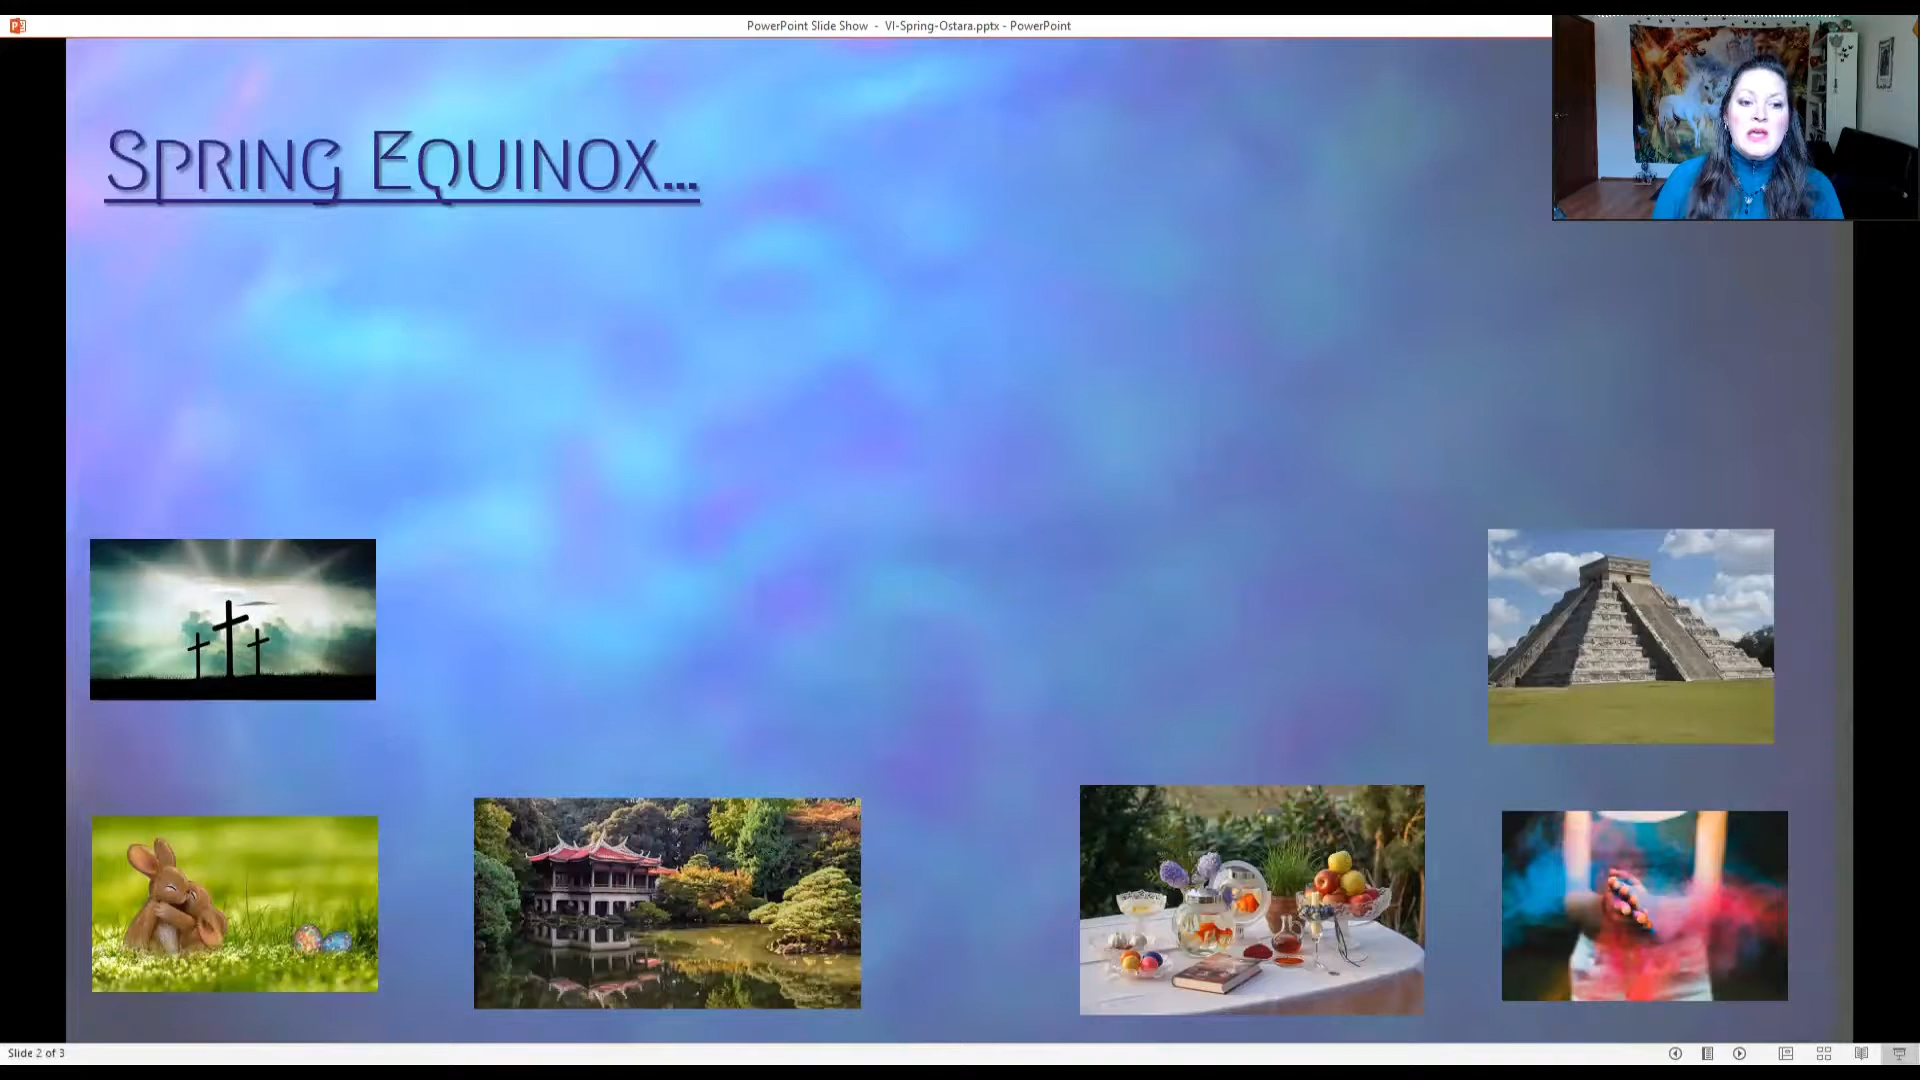 PowerPoint Slide Show - VI-Spring-Ostara.pptx - PowerPoint
Spring Equinox...
Slide 2 of 3